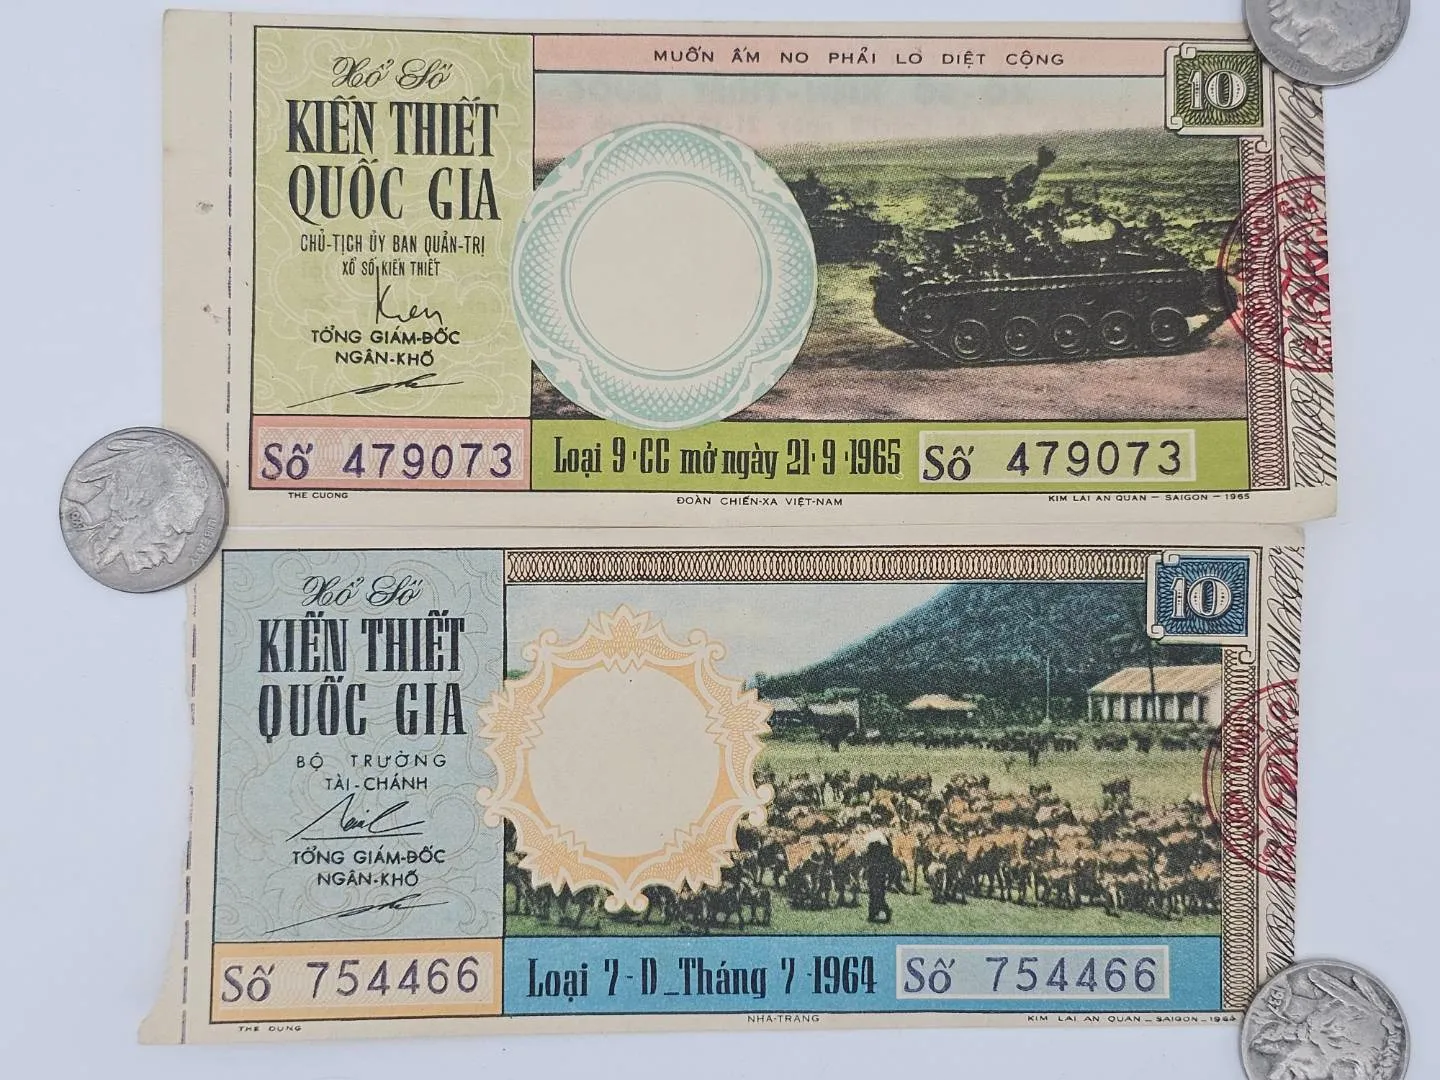 Xổ Số
KIẾN THIẾT
QUỐC GIA
CHỦ-TỊCH ỦY BAN QUẢN-TRỊ
XỔ SỐ KIẾN THIẾT
TỔNG GIÁM-ĐỐC
NGÂN-KHỐ
MUỐN ẤM NO PHẢI LO DIỆT CỘNG
10
Số 479073
Loại 9·CC mở ngày 21·9·1965
Số 479073
THE CUONG
ĐOÀN CHIẾN-XA VIỆT-NAM
KIM LAI AN QUAN – SAIGON – 1965
Xổ Số
KIẾN THIẾT
QUỐC GIA
BỘ TRƯỜNG
TÀI-CHÁNH
TỔNG GIÁM-ĐỐC
NGÂN-KHỐ
10
Số 754466
Loại 7-D_Tháng 7·1964
Số 754466
THE DUNG
NHA-TRANG
KIM LAI AN QUAN – SAIGON – 1964
1937